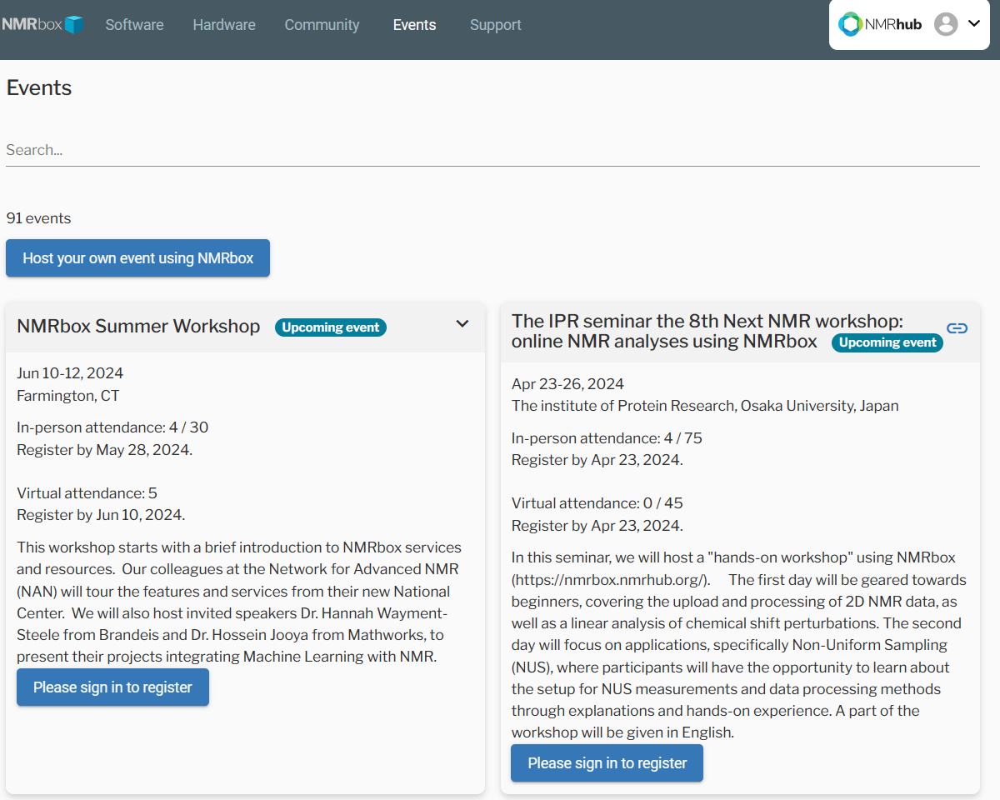 NMRbox Software Hardware Community Events Support NMRhub
Events
Search...
91 events
Host your own event using NMRbox
NMRbox Summer Workshop Upcoming event
Jun 10-12, 2024
Farmington, CT
In-person attendance: 4 / 30
Register by May 28, 2024.
Virtual attendance: 5
Register by Jun 10, 2024.
This workshop starts with a brief introduction to NMRbox services
and resources.  Our colleagues at the Network for Advanced NMR
(NAN) will tour the features and services from their new National
Center.  We will also host invited speakers Dr. Hannah Wayment-
Steele from Brandeis and Dr. Hossein Jooya from Mathworks, to
present their projects integrating Machine Learning with NMR.
Please sign in to register
The IPR seminar the 8th Next NMR workshop:
online NMR analyses using NMRbox Upcoming event
Apr 23-26, 2024
The institute of Protein Research, Osaka University, Japan
In-person attendance: 4 / 75
Register by Apr 23, 2024.
Virtual attendance: 0 / 45
Register by Apr 23, 2024.
In this seminar, we will host a "hands-on workshop" using NMRbox
(https://nmrbox.nmrhub.org/).     The first day will be geared towards
beginners, covering the upload and processing of 2D NMR data, as
well as a linear analysis of chemical shift perturbations. The second
day will focus on applications, specifically Non-Uniform Sampling
(NUS), where participants will have the opportunity to learn about
the setup for NUS measurements and data processing methods
through explanations and hands-on experience. A part of the
workshop will be given in English.
Please sign in to register